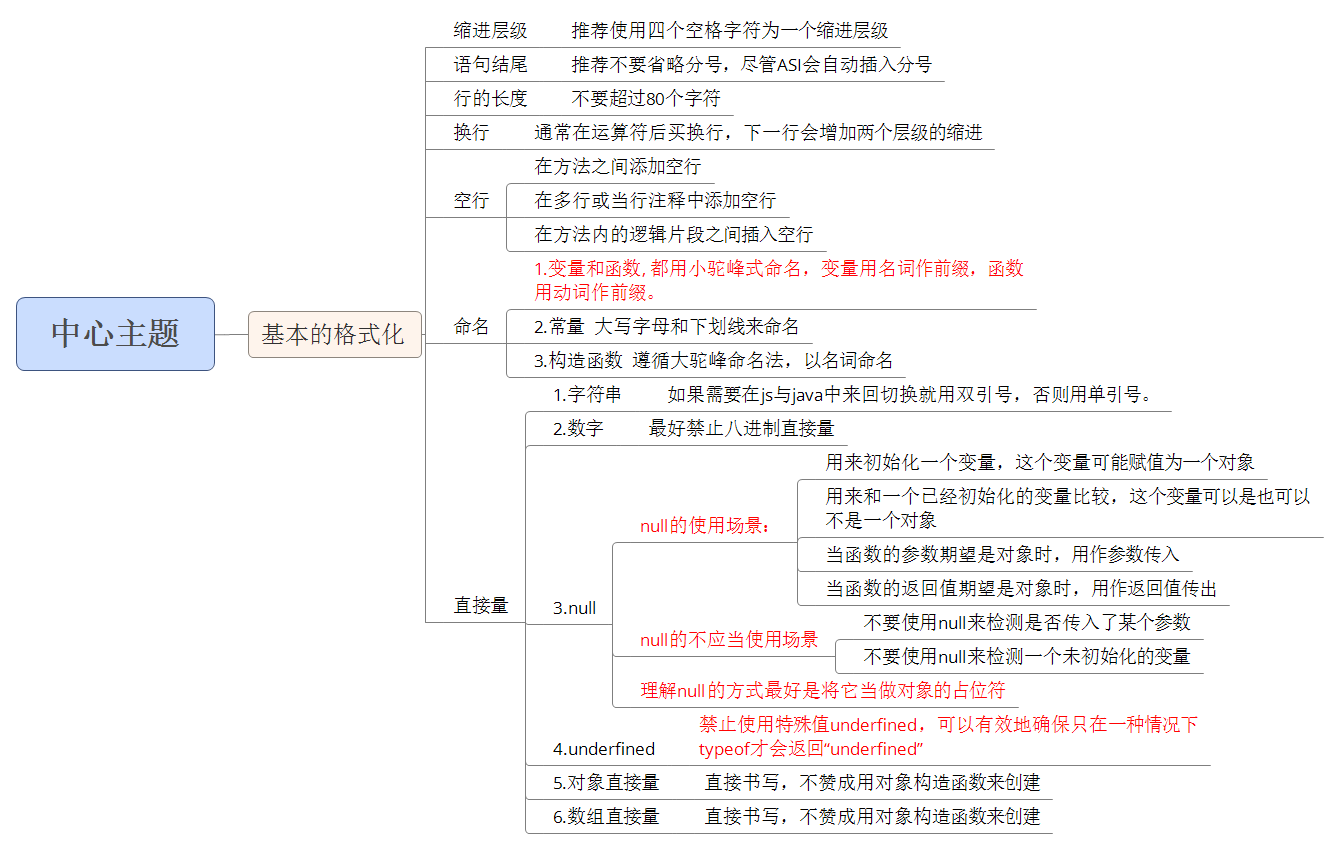 缩进层级 推荐使用四个空格字符为一个缩进层级
语句结尾 推荐不要省略分号，尽管ASI会自动插入分号
行的长度 不要超过80个字符
换行 通常在运算符后买换行，下一行会增加两个层级的缩进
空行
在方法之间添加空行
在多行或当行注释中添加空行
在方法内的逻辑片段之间插入空行
中心主题
基本的格式化
命名
1.变量和函数, 都用小驼峰式命名，变量用名词作前缀，函数
用动词作前缀。
2.常量 大写字母和下划线来命名
3.构造函数 遵循大驼峰命名法，以名词命名
直接量
1.字符串 如果需要在js与java中来回切换就用双引号，否则用单引号。
2.数字 最好禁止八进制直接量
3.null
null的使用场景：
用来初始化一个变量，这个变量可能赋值为一个对象
用来和一个已经初始化的变量比较，这个变量可以是也可以
不是一个对象
当函数的参数期望是对象时，用作参数传入
当函数的返回值期望是对象时，用作返回值传出
null的不应当使用场景
不要使用null来检测是否传入了某个参数
不要使用null来检测一个未初始化的变量
理解null的方式最好是将它当做对象的占位符
4.underfined
禁止使用特殊值underfined，可以有效地确保只在一种情况下
typeof才会返回“underfined”
5.对象直接量 直接书写，不赞成用对象构造函数来创建
6.数组直接量 直接书写，不赞成用对象构造函数来创建